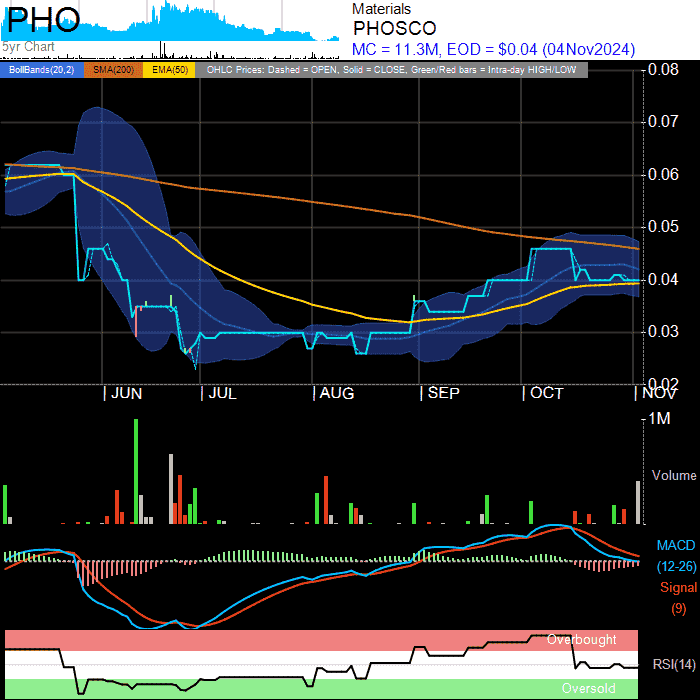 PHO
5yr Chart
Materials
PHOSCO
MC = 11.3M, EOD = $0.04 (04Nov2024)
BollBands(20,2) SMA(200) EMA(50) OHLC Prices: Dashed = OPEN, Solid = CLOSE, Green/Red bars = Intra-day HIGH/LOW
0.08
0.07
0.06
0.05
0.04
0.03
0.02
JUN JUL AUG SEP OCT NOV
1M
Volume
MACD
(12-26)
Signal
(9)
Overbought
RSI(14)
Oversold